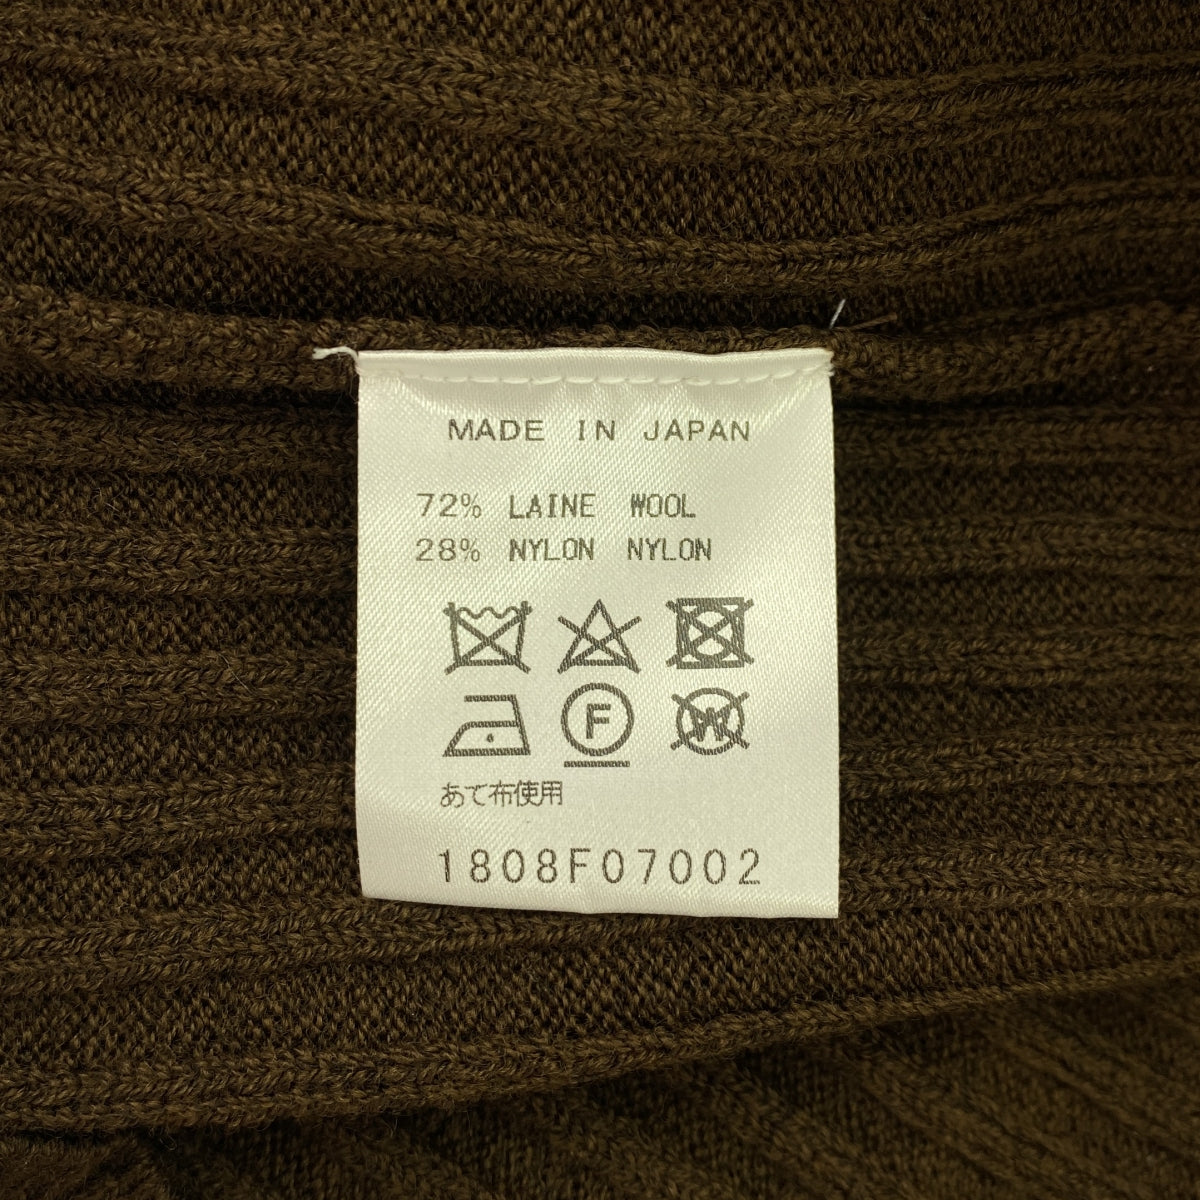 MADE IN JAPAN
72% LAINE WOOL
28% NYLON NYLON
F W
あて布使用
1808F07002